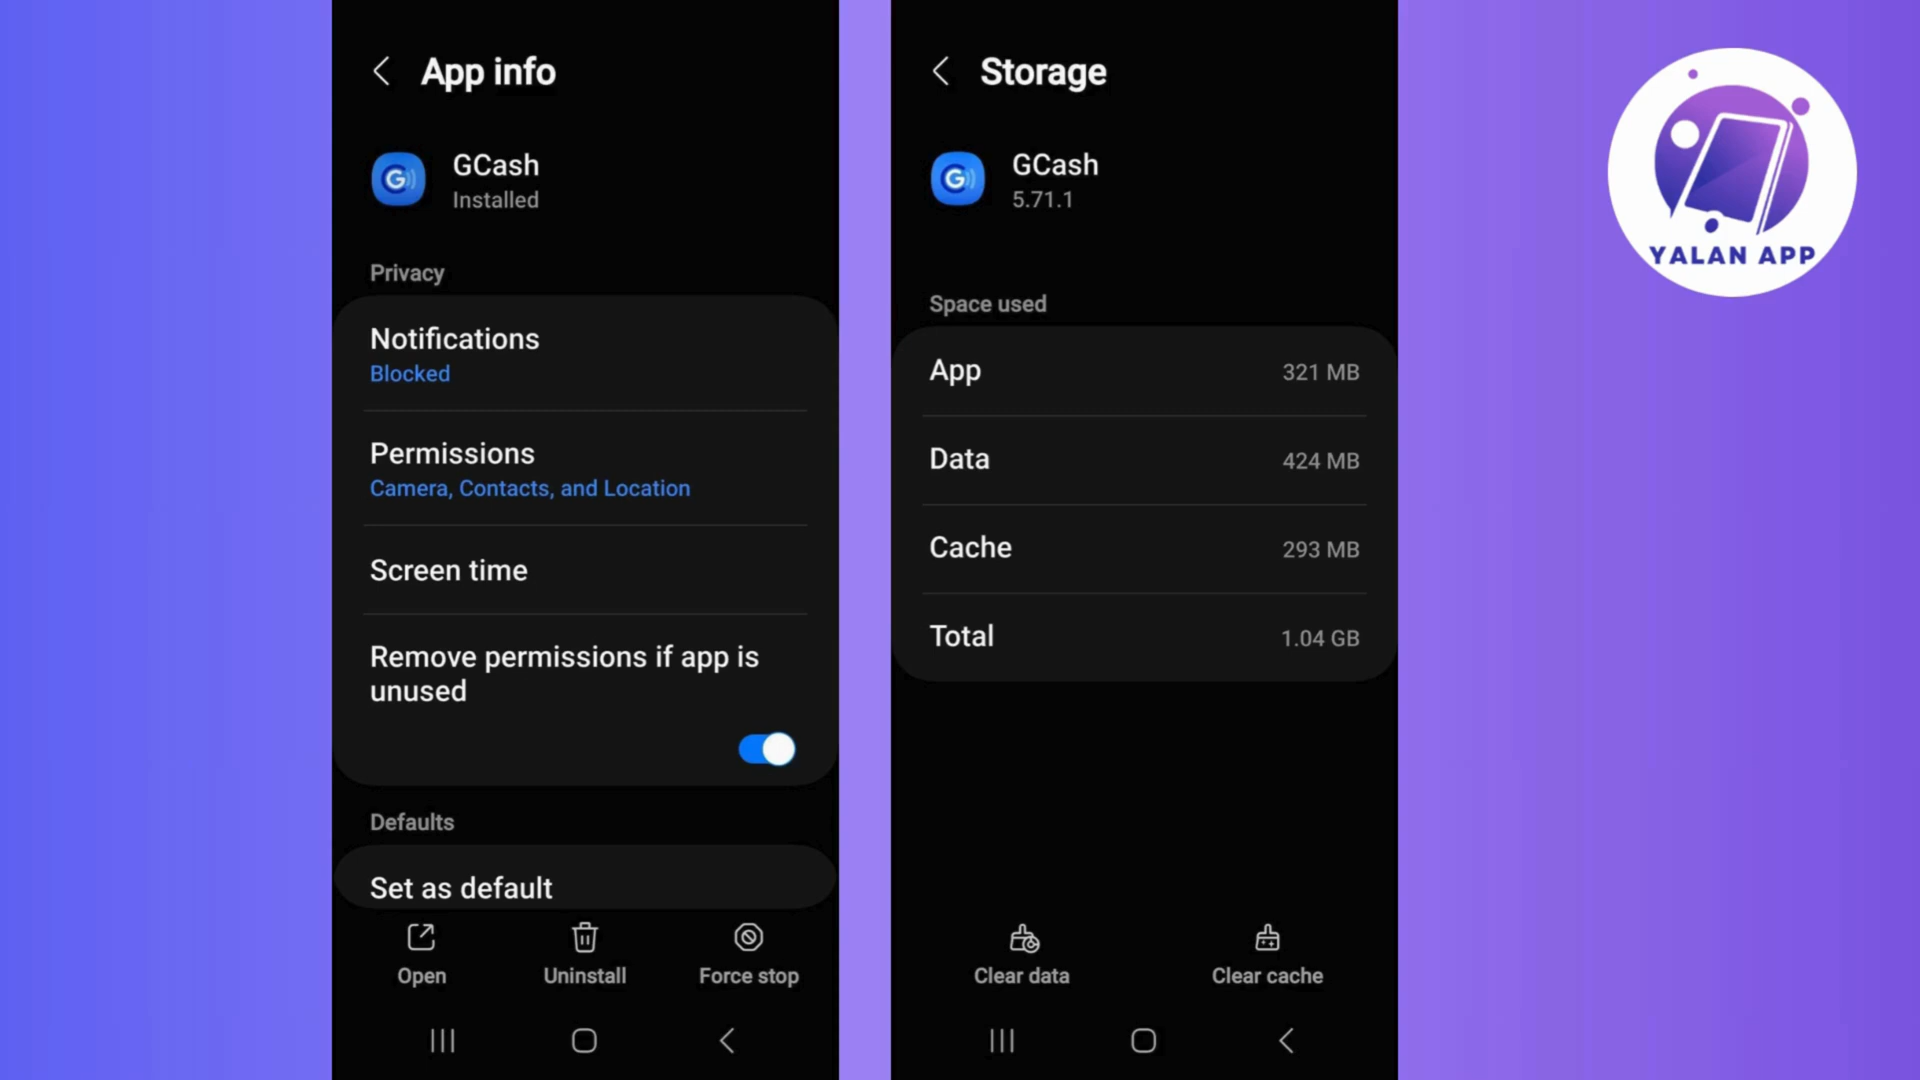 App info
GCash
Installed
Privacy
Notifications
Blocked
Permissions
Camera, Contacts, and Location
Screen time
Remove permissions if app is
unused
Defaults
Set as default
Open
Uninstall
Force stop
Storage
GCash
5.71.1
Space used
App 321 MB
Data 424 MB
Cache 293 MB
Total 1.04 GB
Clear data
Clear cache
YALAN APP